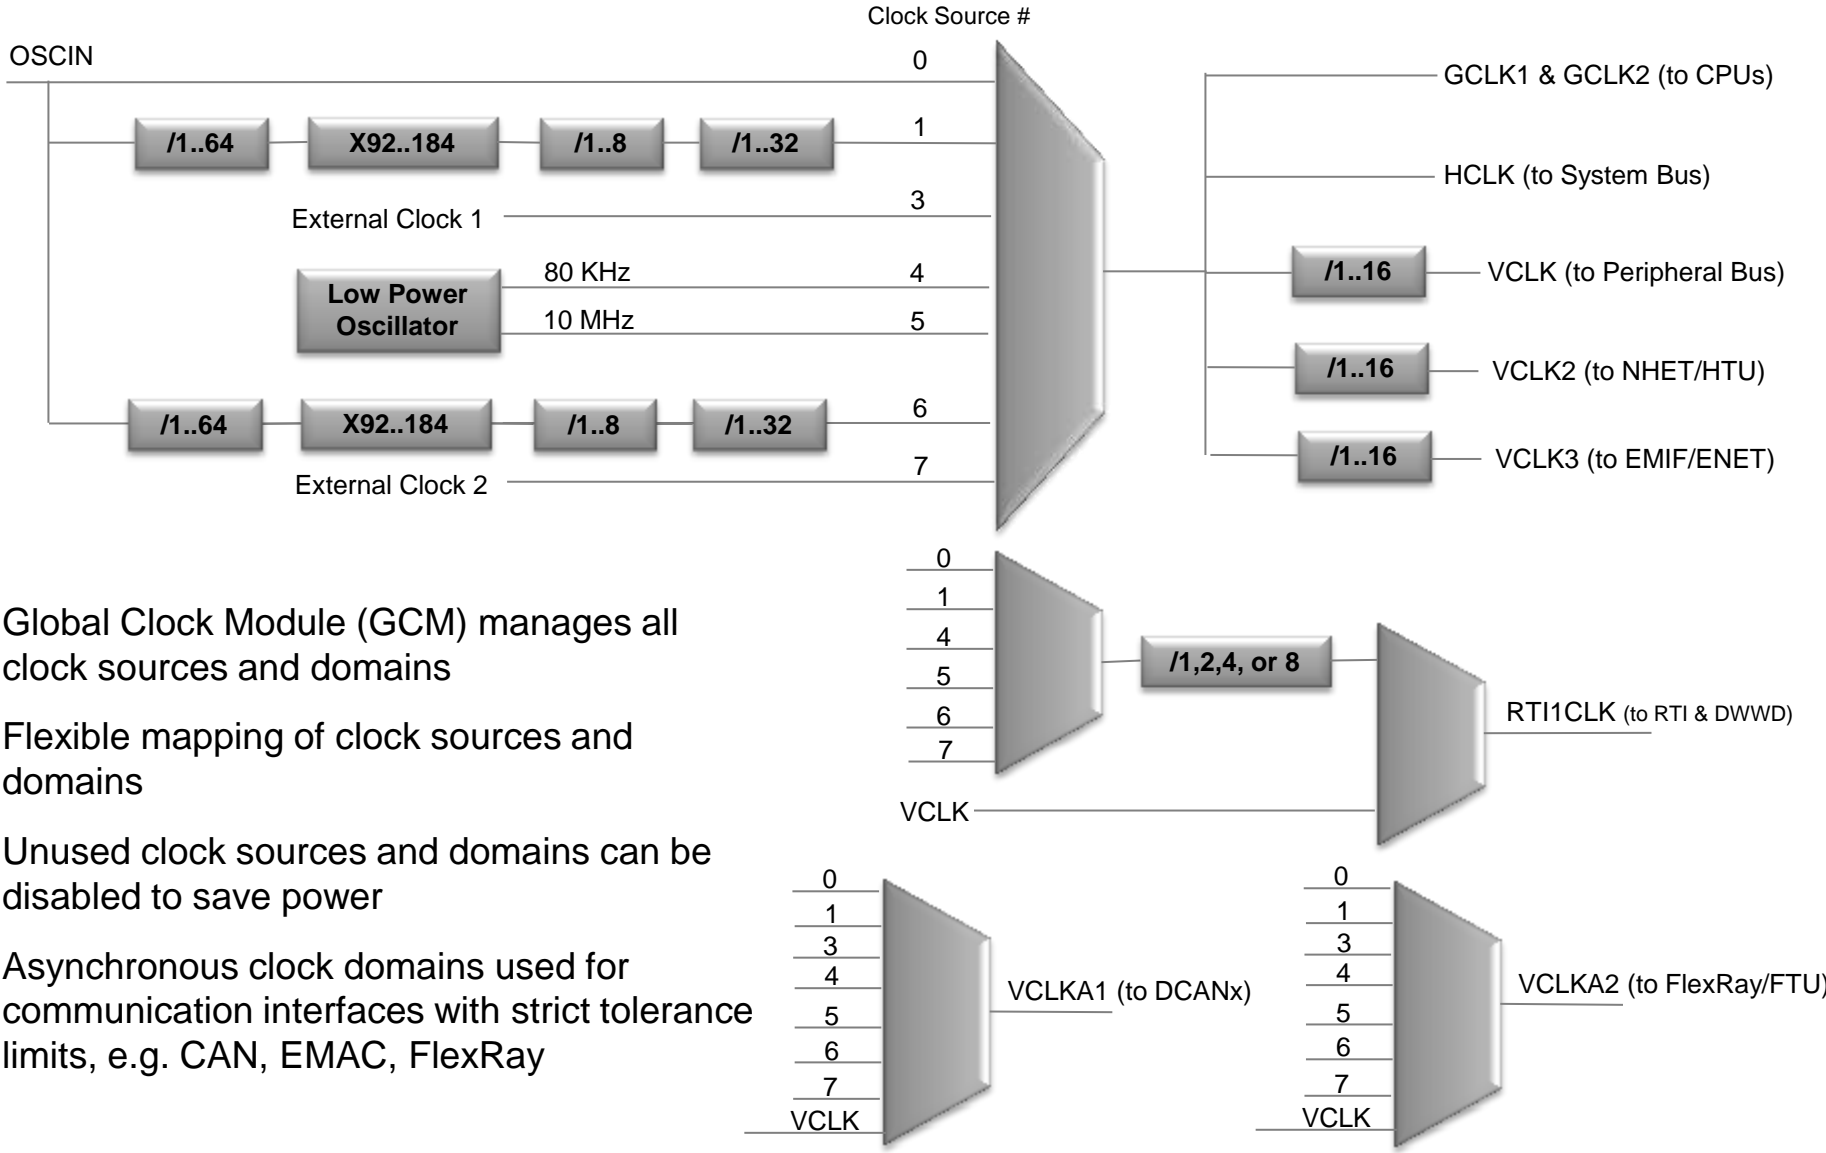 Clock Source #
OSCIN
0
GCLK1 & GCLK2 (to CPUs)
/1..64
X92..184
/1..8
/1..32
1
HCLK (to System Bus)
External Clock 1
3
Low Power
Oscillator
80 KHz
4
10 MHz
5
/1..16
VCLK (to Peripheral Bus)
/1..16
VCLK2 (to NHET/HTU)
/1..64
X92..184
/1..8
/1..32
6
/1..16
VCLK3 (to EMIF/ENET)
External Clock 2
7
Global Clock Module (GCM) manages all
clock sources and domains
Flexible mapping of clock sources and
domains
Unused clock sources and domains can be
disabled to save power
Asynchronous clock domains used for
communication interfaces with strict tolerance
limits, e.g. CAN, EMAC, FlexRay
0
1
4
5
6
7
/1,2,4, or 8
VCLK
RTI1CLK (to RTI & DWWD)
0
1
3
4
5
6
7
VCLK
VCLKA1 (to DCANx)
0
1
3
4
5
6
7
VCLK
VCLKA2 (to FlexRay/FTU)